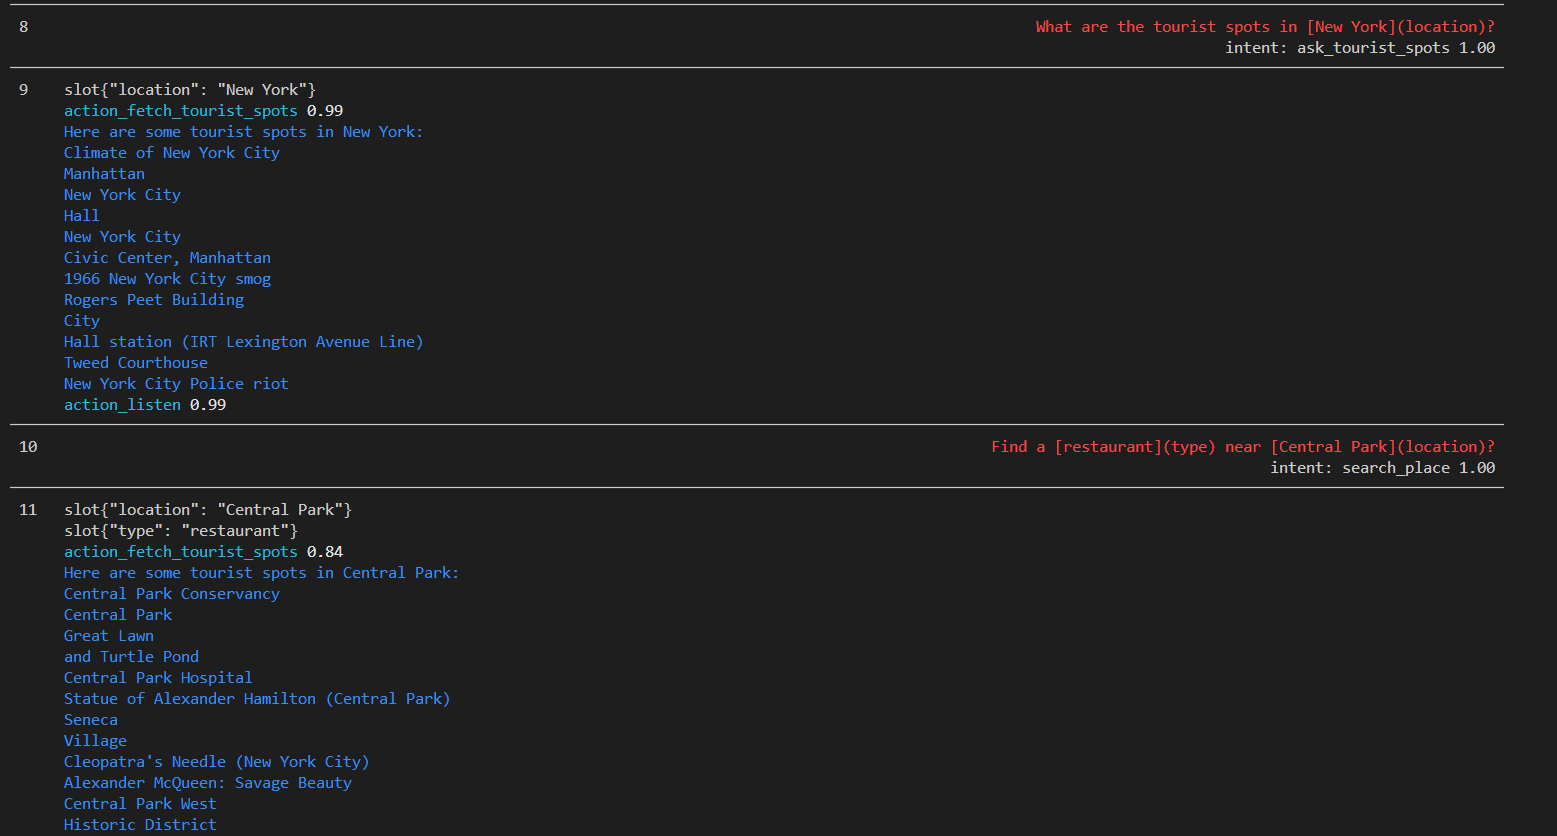 8 What are the tourist spots in [New York](location)?
intent: ask_tourist_spots 1.00
9 slot{"location": "New York"}
action_fetch_tourist_spots 0.99
Here are some tourist spots in New York:
Climate of New York City
Manhattan
New York City
Hall
New York City
Civic Center, Manhattan
1966 New York City smog
Rogers Peet Building
City
Hall station (IRT Lexington Avenue Line)
Tweed Courthouse
New York City Police riot
action_listen 0.99
10 Find a [restaurant](type) near [Central Park](location)?
intent: search_place 1.00
11 slot{"location": "Central Park"}
slot{"type": "restaurant"}
action_fetch_tourist_spots 0.84
Here are some tourist spots in Central Park:
Central Park Conservancy
Central Park
Great Lawn
and Turtle Pond
Central Park Hospital
Statue of Alexander Hamilton (Central Park)
Seneca
Village
Cleopatra's Needle (New York City)
Alexander McQueen: Savage Beauty
Central Park West
Historic District